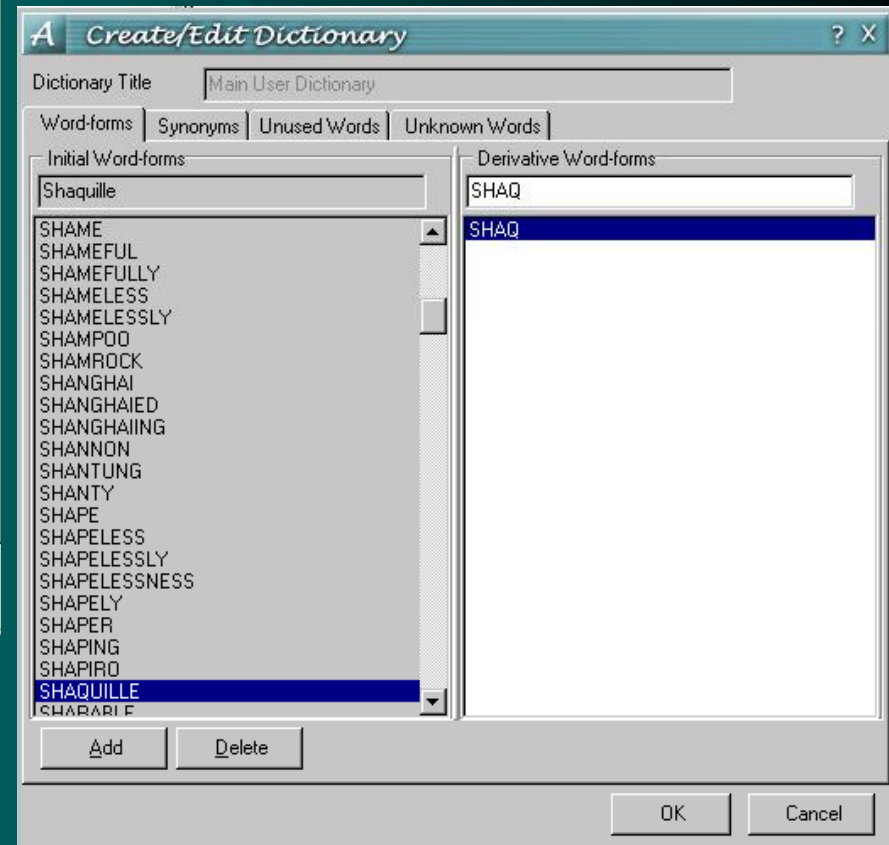 A Create/Edit Dictionary ? X
Dictionary Title Main User Dictionary
Word-forms Synonyms Unused Words Unknown Words
Initial Word-forms
Shaquille
SHAME
SHAMEFUL
SHAMEFULLY
SHAMELESS
SHAMELESSLY
SHAMPOO
SHAMROCK
SHANGHAI
SHANGHAIED
SHANGHAIING
SHANNON
SHANTUNG
SHANTY
SHAPE
SHAPELESS
SHAPELESSLY
SHAPELESSNESS
SHAPELY
SHAPER
SHAPING
SHAPIRO
SHAQUILLE
SHARABLE
Derivative Word-forms
SHAQ
SHAQ
Add Delete
OK Cancel